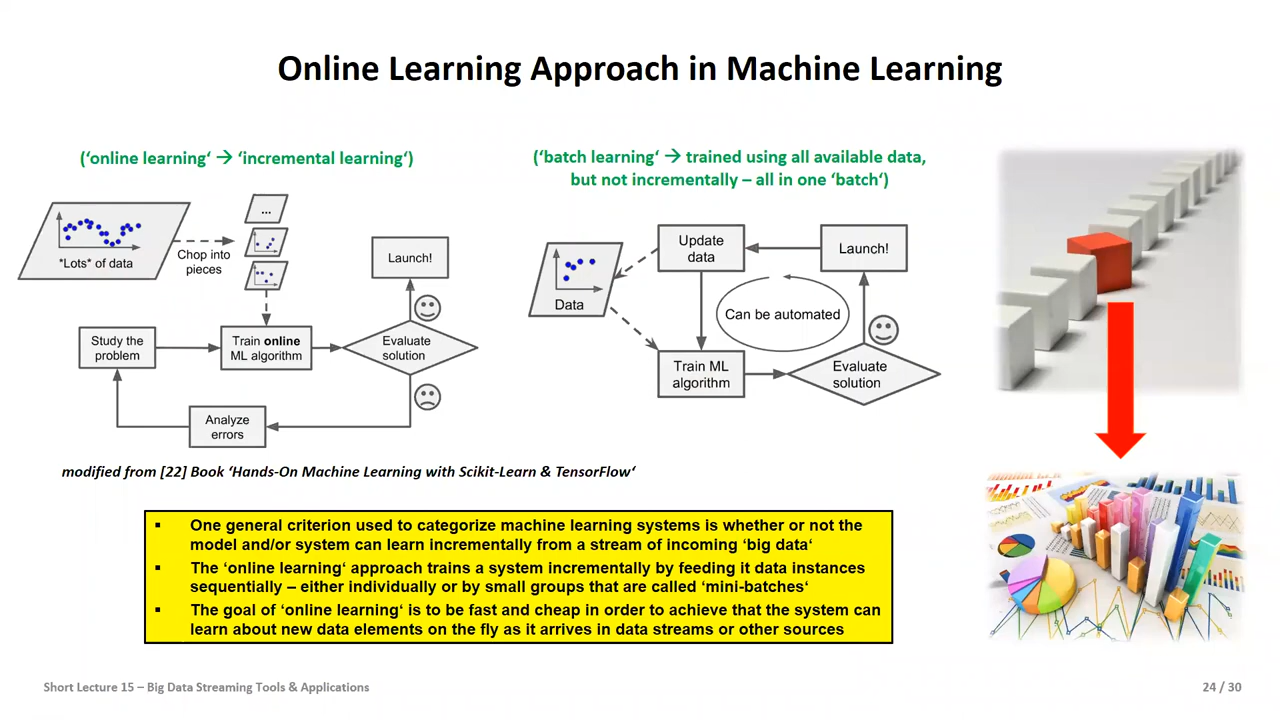 Online Learning Approach in Machine Learning
(‘online learning‘ → ‘incremental learning‘)
*Lots* of data
Chop into
pieces
...
Launch!
Study the
problem
Train online
ML algorithm
Evaluate
solution
Analyze
errors
(‘batch learning‘ → trained using all available data,
but not incrementally – all in one ‘batch‘)
Data
Update
data
Launch!
Can be automated
Train ML
algorithm
Evaluate
solution
modified from [22] Book ‘Hands-On Machine Learning with Scikit-Learn & TensorFlow‘
▪ One general criterion used to categorize machine learning systems is whether or not the
model and/or system can learn incrementally from a stream of incoming ‘big data‘
▪ The ‘online learning‘ approach trains a system incrementally by feeding it data instances
sequentially – either individually or by small groups that are called ‘mini-batches‘
▪ The goal of ‘online learning‘ is to be fast and cheap in order to achieve that the system can
learn about new data elements on the fly as it arrives in data streams or other sources
Short Lecture 15 – Big Data Streaming Tools & Applications
24 / 30